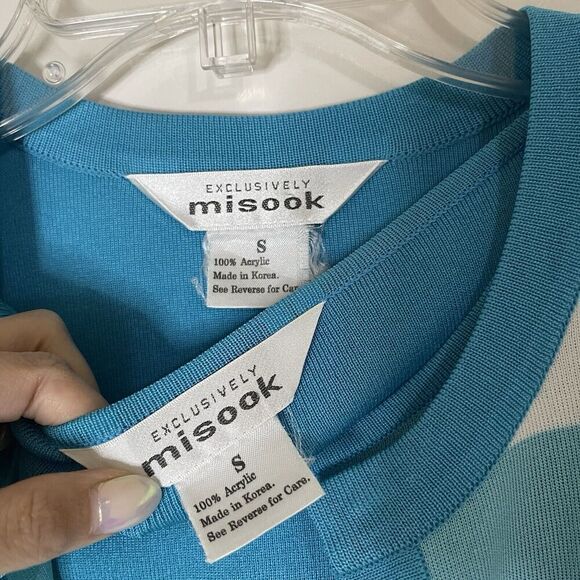 EXCLUSIVELY
misook
S
100% Acrylic
Made in Korea.
See Reverse for Car
EXCLUSIVELY
misook
S
100% Acrylic
Made in Korea.
See Reverse for Care.